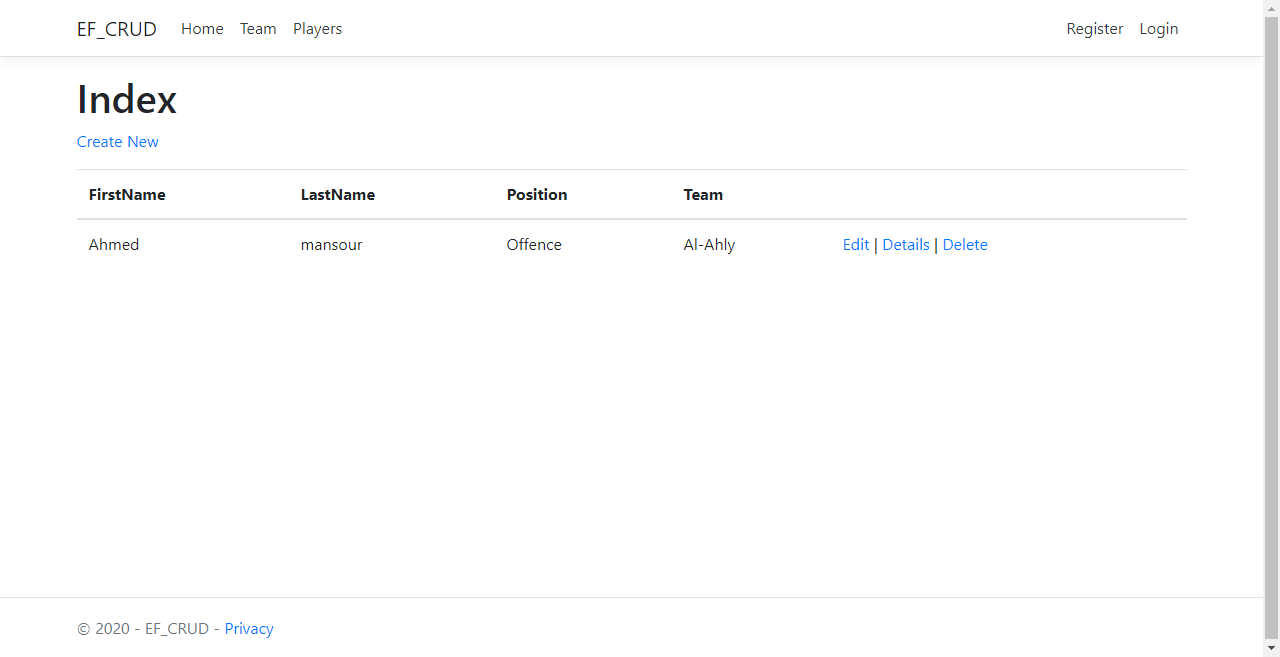 EF_CRUD Home Team Players Register Login
Index
Create New
FirstName LastName Position Team
Ahmed mansour Offence Al-Ahly Edit | Details | Delete
© 2020 - EF_CRUD - Privacy